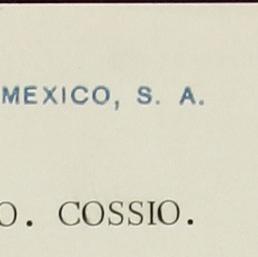 MEXICO, S. A.
O. COSSIO.